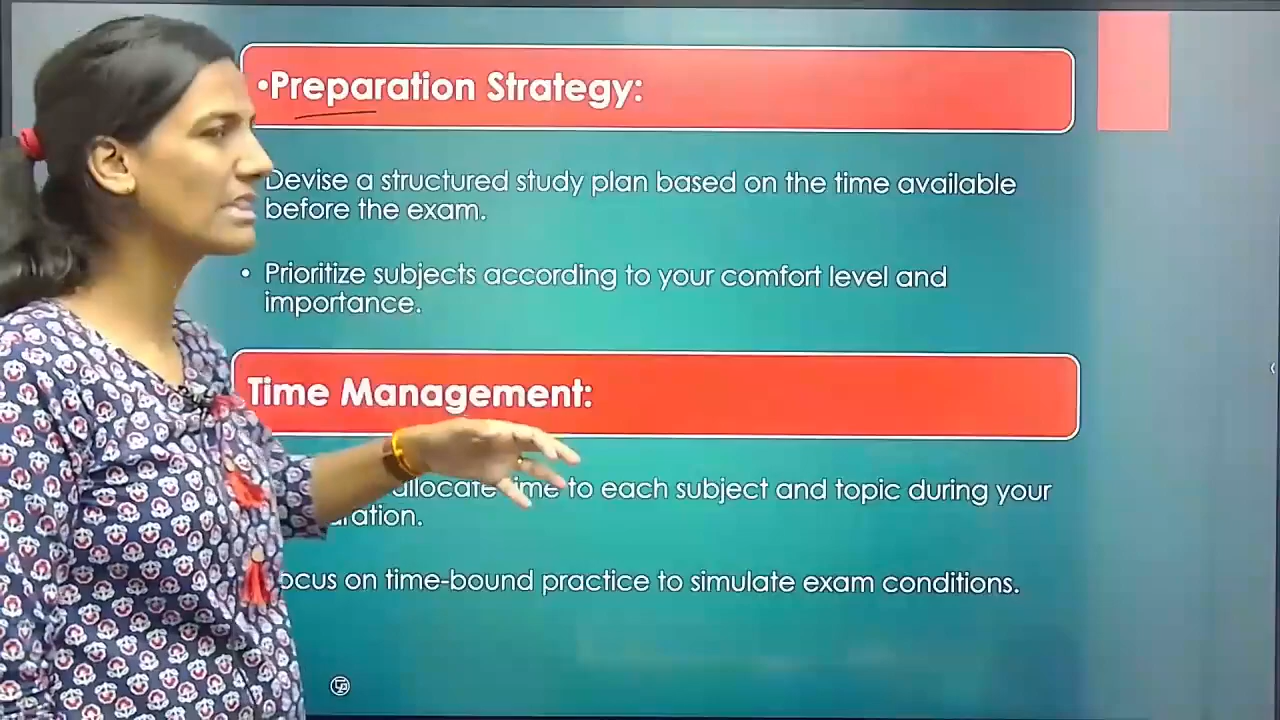 •Preparation Strategy:
Devise a structured study plan based on the time available
before the exam.
• Prioritize subjects according to your comfort level and
importance.
Time Management:
allocate time to each subject and topic during your
• ocus on time-bound practice to simulate exam conditions.